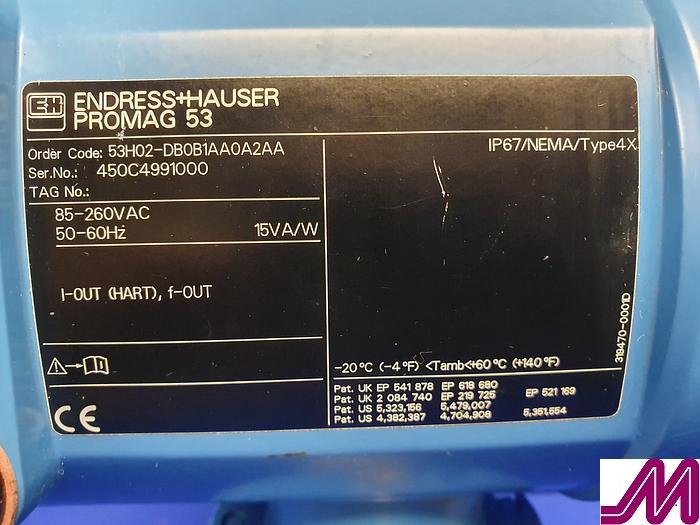 E+H ENDRESS+HAUSER
PROMAG 53
Order Code: 53H02-DB0B1AA0A2AA
Ser.No.: 450C4991000
TAG No.:
85-260VAC
50-60Hz 15VA/W
I-OUT (HART), f-OUT
CE
IP67/NEMA/Type4X
-20°C (-4°F) <Tamb<+60°C (+140°F)
Pat. UK EP 541 878 EP 618 680
Pat. UK 2 084 740 EP 219 725 EP 521 169
Pat. US 5,323,156 5,479,007
Pat. US 4,382,387 4,704,908 5,351,554
319470-0001D
M